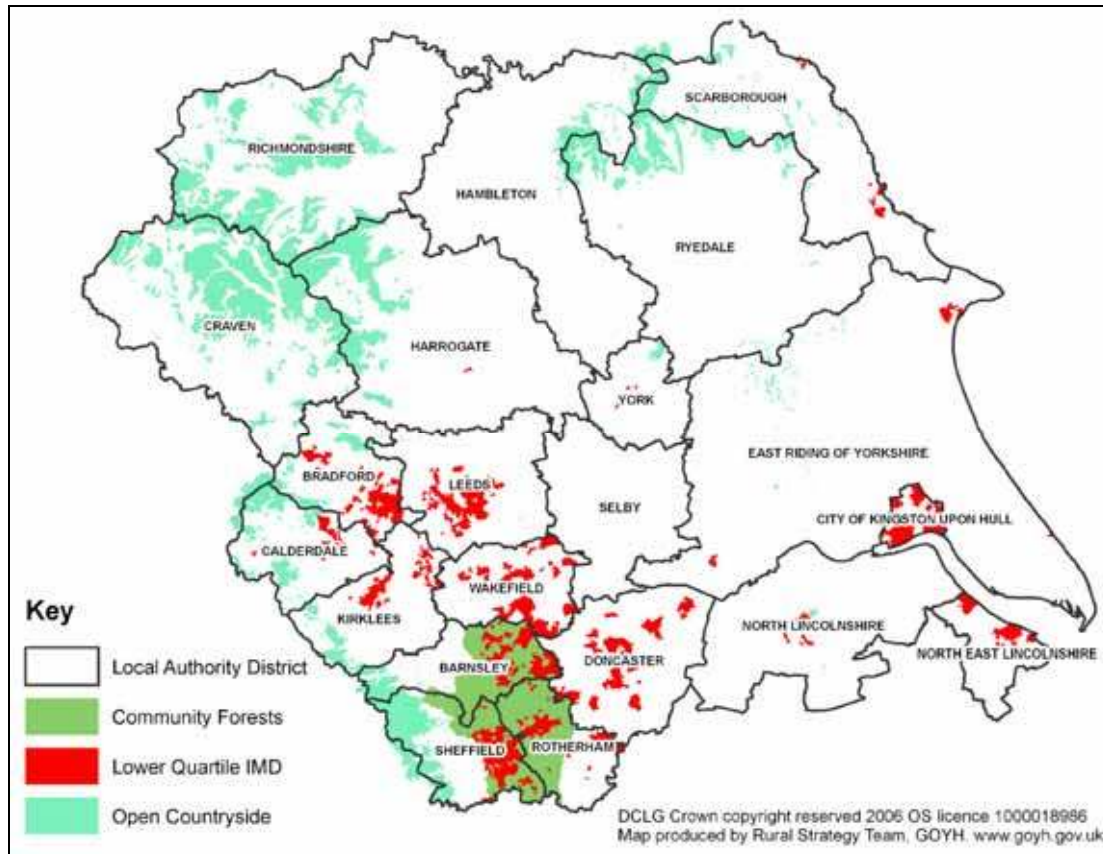 SCARBOROUGH
RICHMONDSHIRE
HAMBLETON
RYEDALE
CRAVEN
HARROGATE
YORK
EAST RIDING OF YORKSHIRE
BRADFORD
LEEDS
SELBY
CITY OF KINGSTON UPON HULL
CALDERDALE
WAKEFIELD
KIRKLEES
NORTH LINCOLNSHIRE
NORTH EAST LINCOLNSHIRE
BARNSLEY
DONCASTER
SHEFFIELD
ROTHERHAM
Key
Local Authority District
Community Forests
Lower Quartile IMD
Open Countryside
DCLG Crown copyright reserved 2006 OS licence 1000018986
Map produced by Rural Strategy Team, GOYH. www.goyh.gov.uk